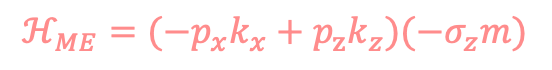 ℋ_{ME} = (−p_x k_x + p_z k_z)(−σ_z m)